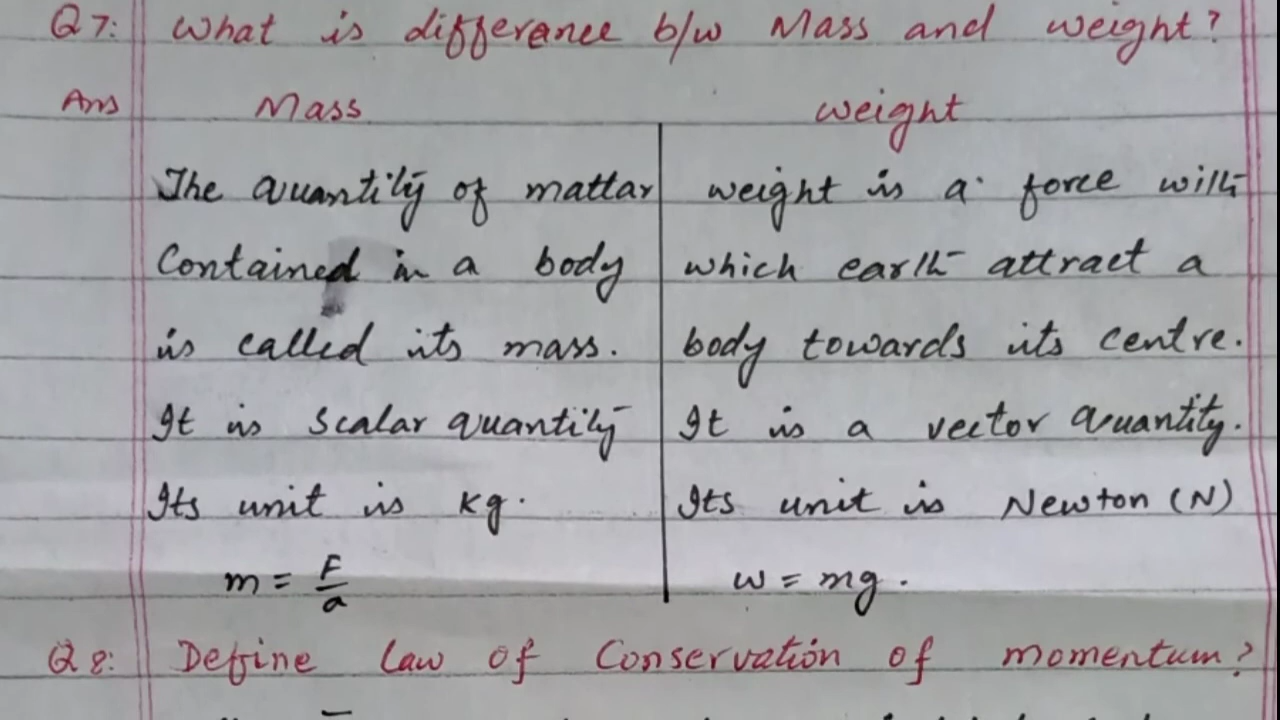 Q7: What is difference b/w Mass and weight?
Ans Mass weight
The quantity of mattar
Contained in a body
is called its mass.
It is scalar quantity
Its unit is kg.
m = F/a
weight is a force with
which earth attract a
body towards its centre.
It is a vector quantity.
Its unit is Newton (N)
w = mg.
Q8: Define law of Conservation of momentum?